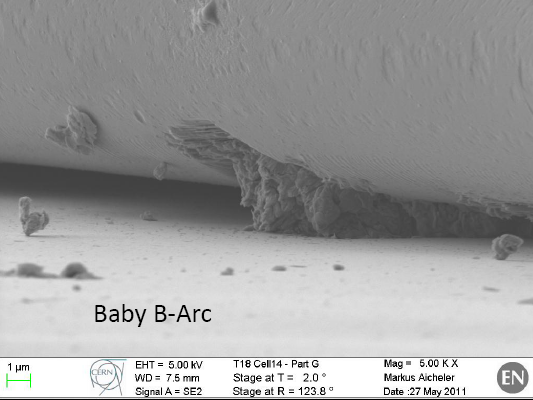 Baby B-Arc
1 µm
CERN
EHT = 5.00 kV
WD = 7.5 mm
Signal A = SE2
T18 Cell14 - Part G
Stage at T = 2.0 °
Stage at R = 123.8 °
Mag = 5.00 K X
Markus Aicheler
Date :27 May 2011
EN